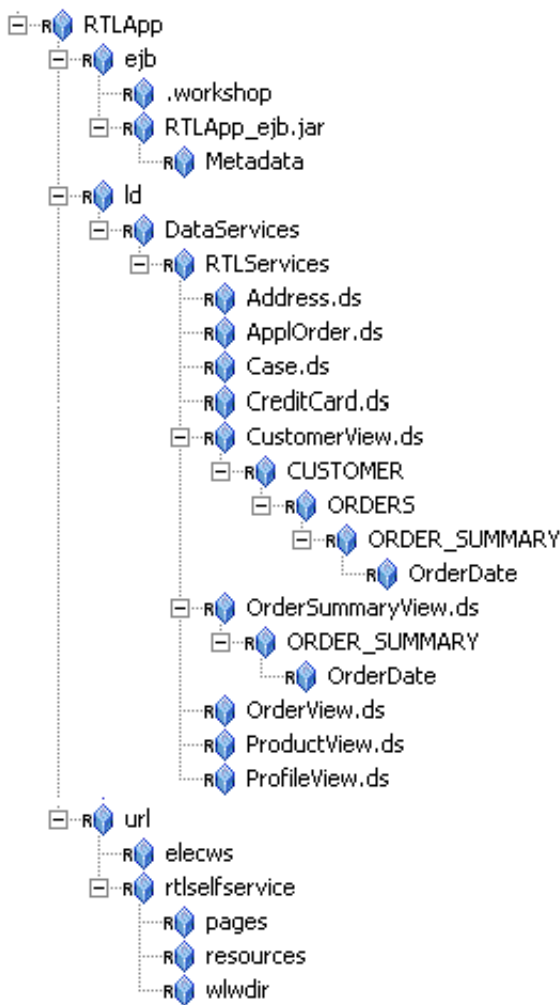 RTLApp
ejb
.workshop
RTLApp_ejb.jar
Metadata
ld
DataServices
RTLServices
Address.ds
ApplOrder.ds
Case.ds
CreditCard.ds
CustomerView.ds
CUSTOMER
ORDERS
ORDER_SUMMARY
OrderDate
OrderSummaryView.ds
ORDER_SUMMARY
OrderDate
OrderView.ds
ProductView.ds
ProfileView.ds
url
elecws
rtlselfservice
pages
resources
wlwdir